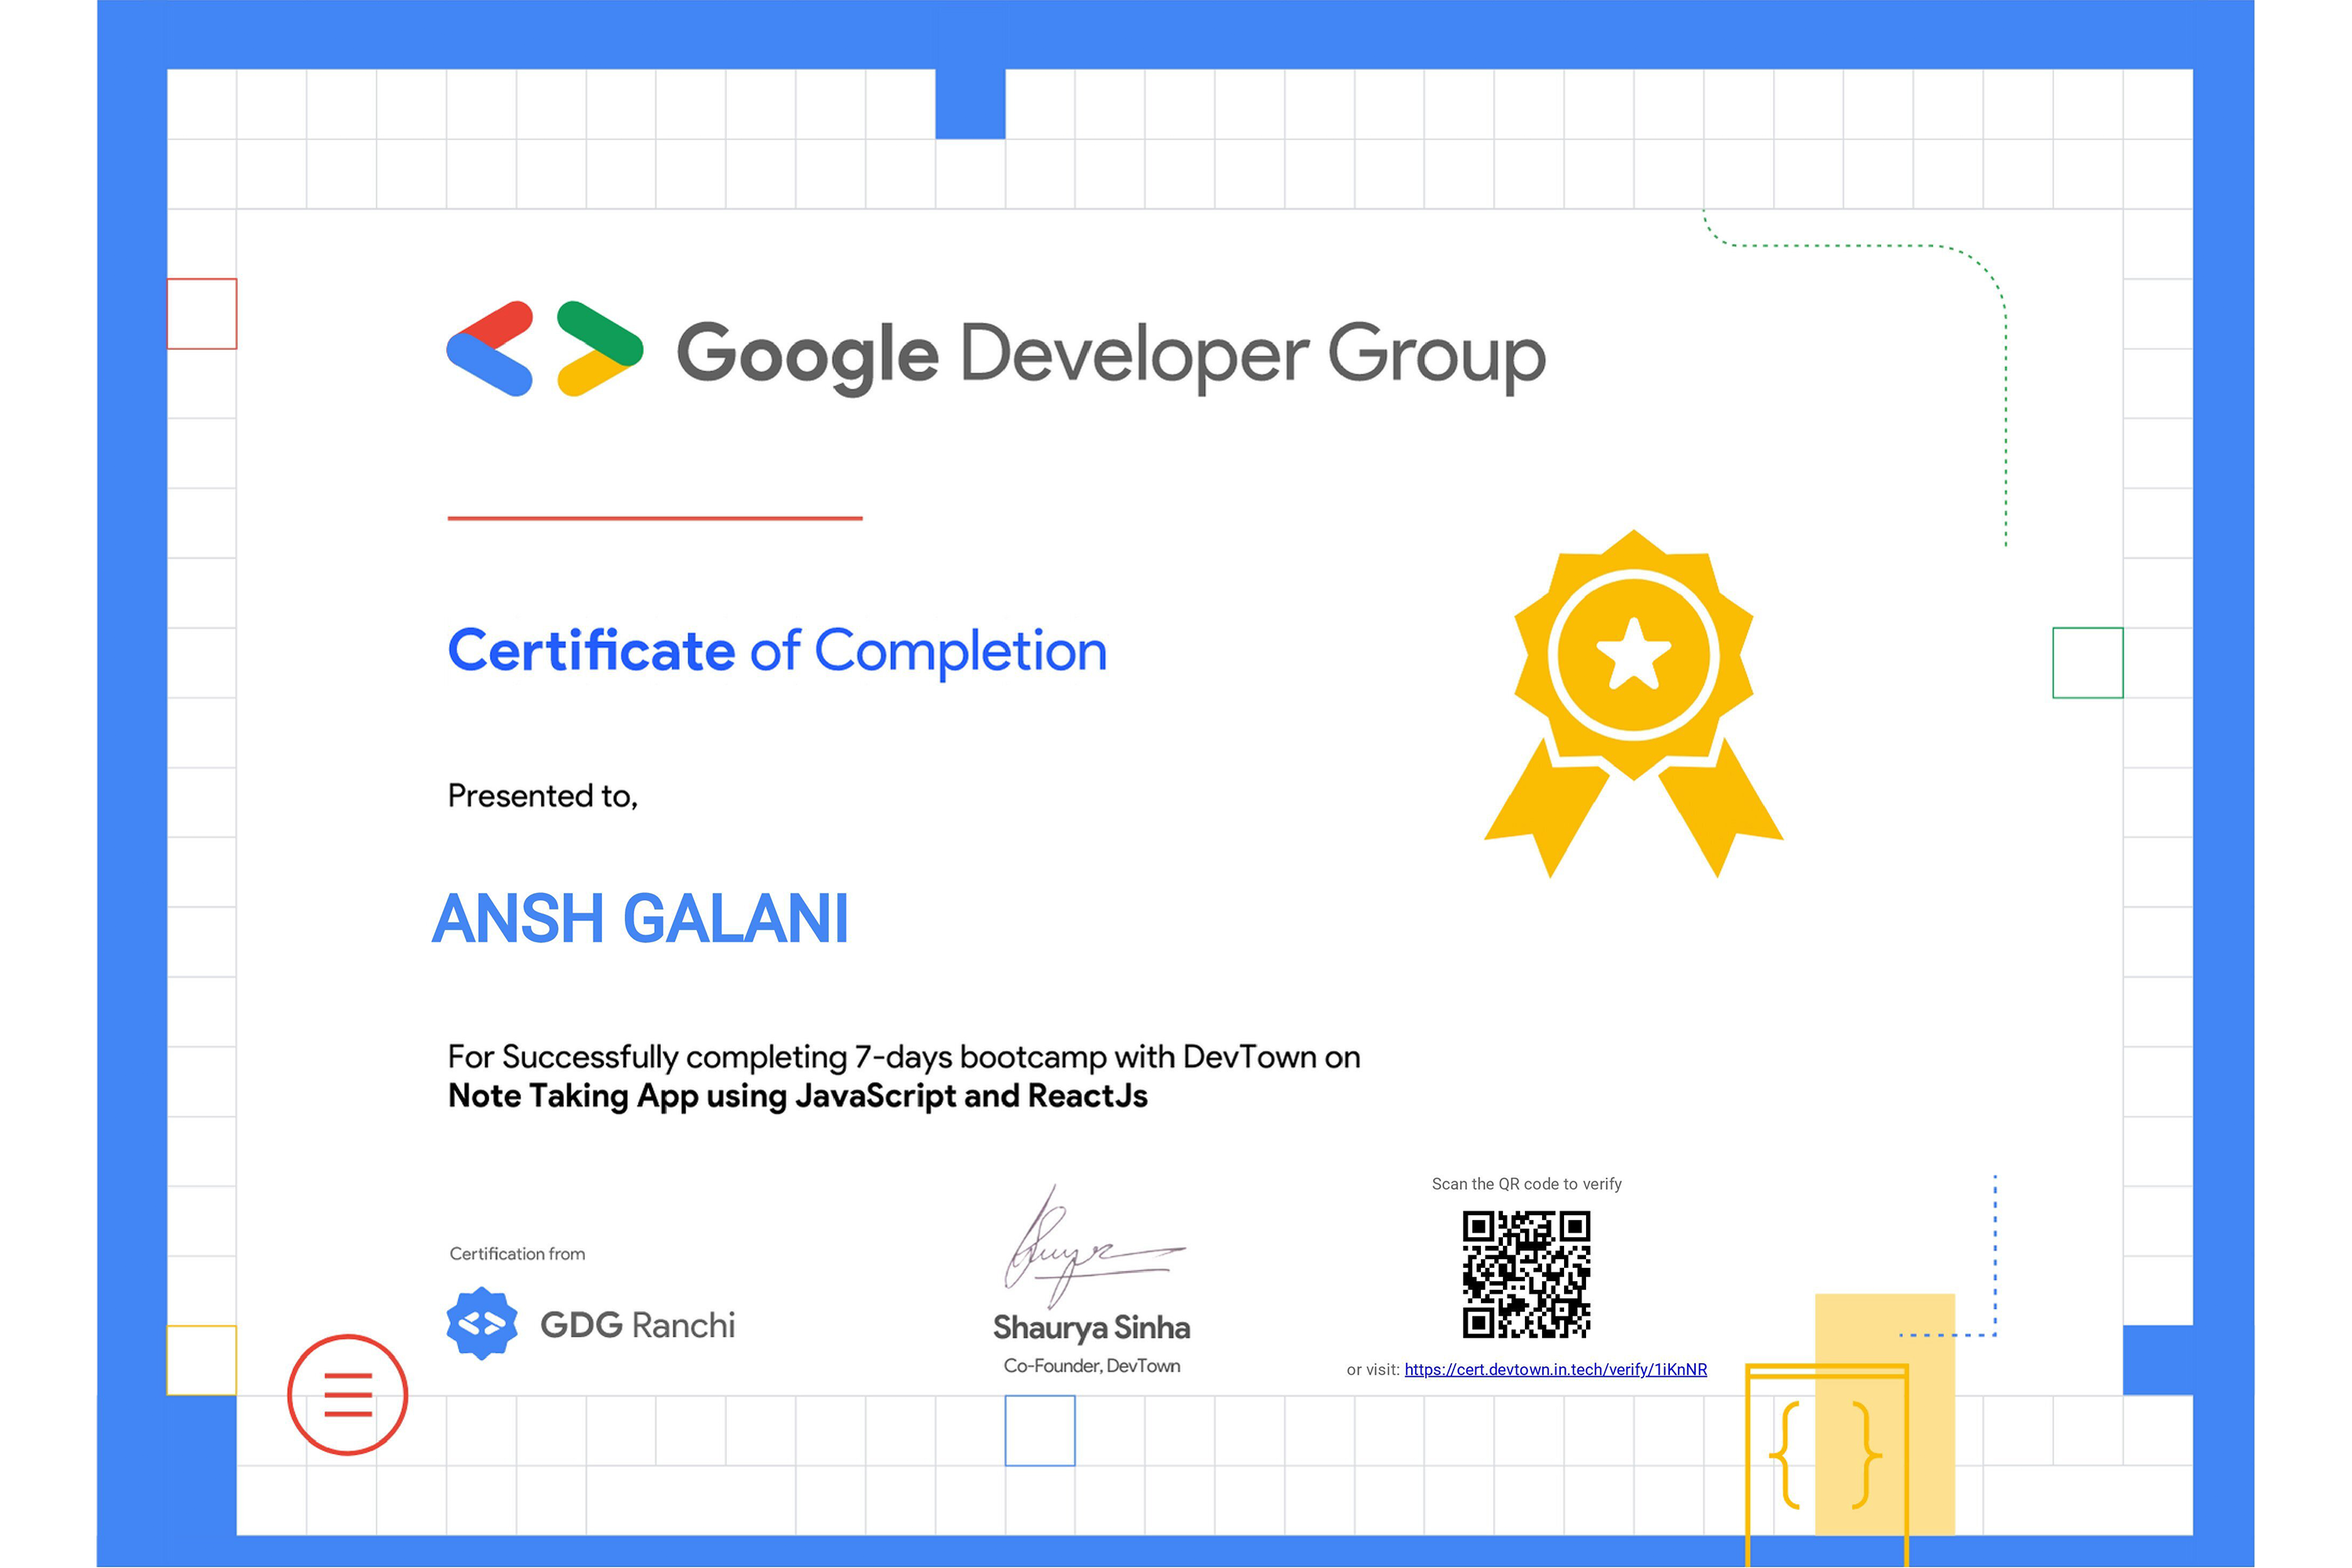 Google Developer Group
Certificate of Completion
Presented to,
ANSH GALANI
For Successfully completing 7-days bootcamp with DevTown on
Note Taking App using JavaScript and ReactJs
Certification from
GDG Ranchi
Shaurya Sinha
Co-Founder, DevTown
Scan the QR code to verify
or visit: https://cert.devtown.in.tech/verify/1iKnNR
{ }